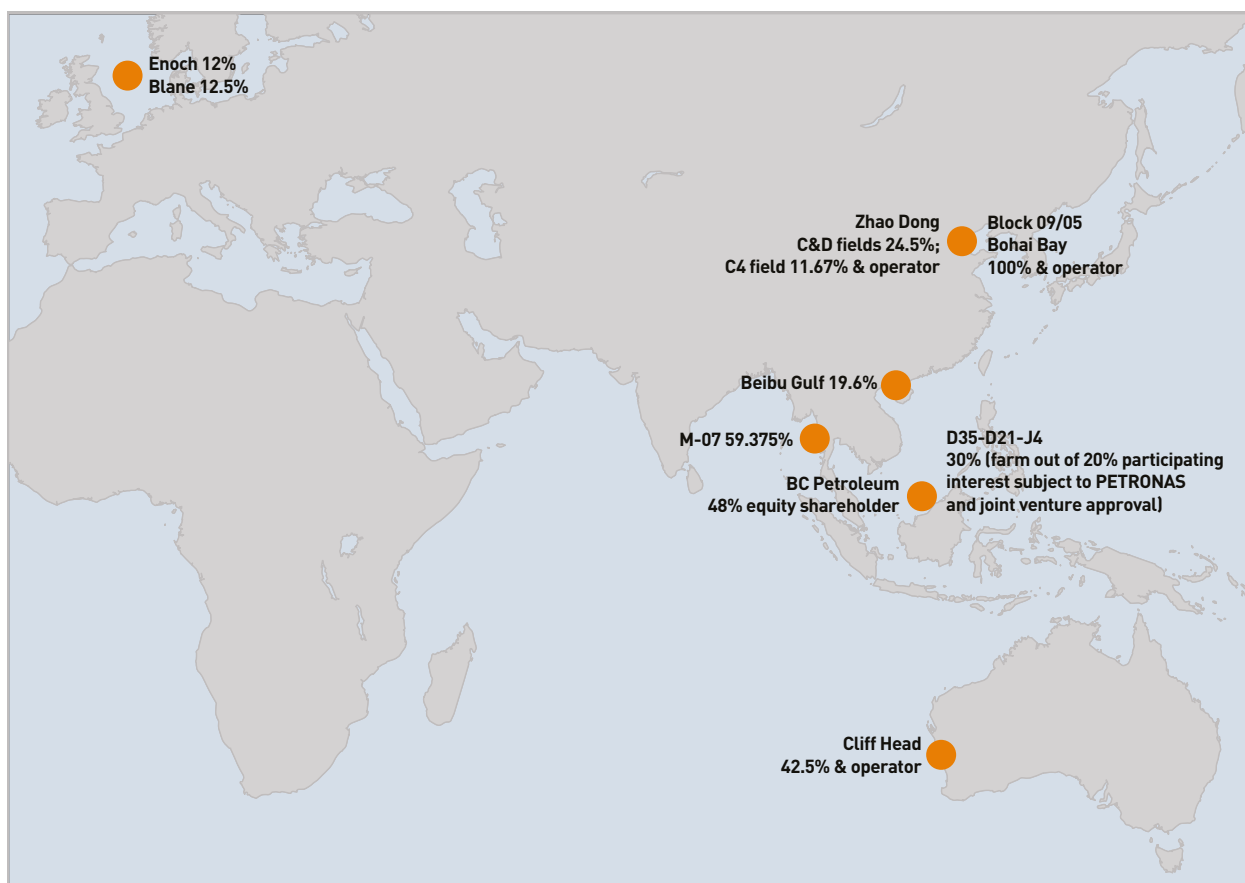 Enoch 12%
Blane 12.5%
Zhao Dong
C&D fields 24.5%;
C4 field 11.67% & operator
Block 09/05
Bohai Bay
100% & operator
Beibu Gulf 19.6%
M-07 59.375%
BC Petroleum
48% equity shareholder
D35-D21-J4
30% (farm out of 20% participating
interest subject to PETRONAS
and joint venture approval)
Cliff Head
42.5% & operator